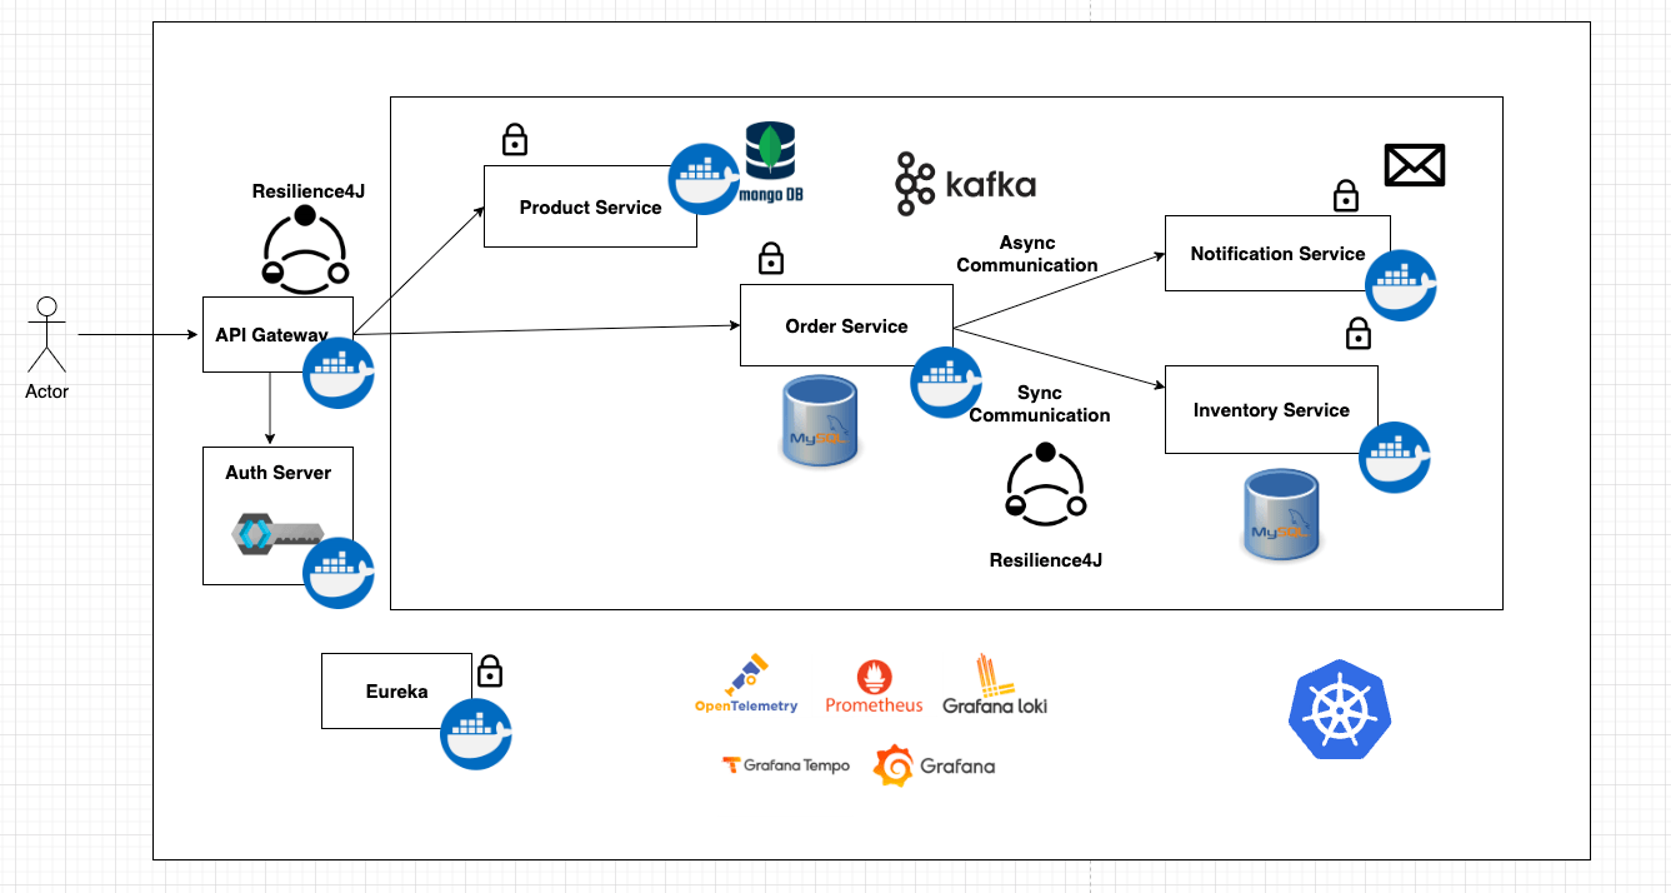 Resilience4J
API Gateway
Actor
Auth Server
Product Service
mongo DB
kafka
Async
Communication
Notification Service
Order Service
MySQL
Sync
Communication
Resilience4J
Inventory Service
MySQL
Eureka
OpenTelemetry
Prometheus
Grafana loki
Grafana Tempo
Grafana